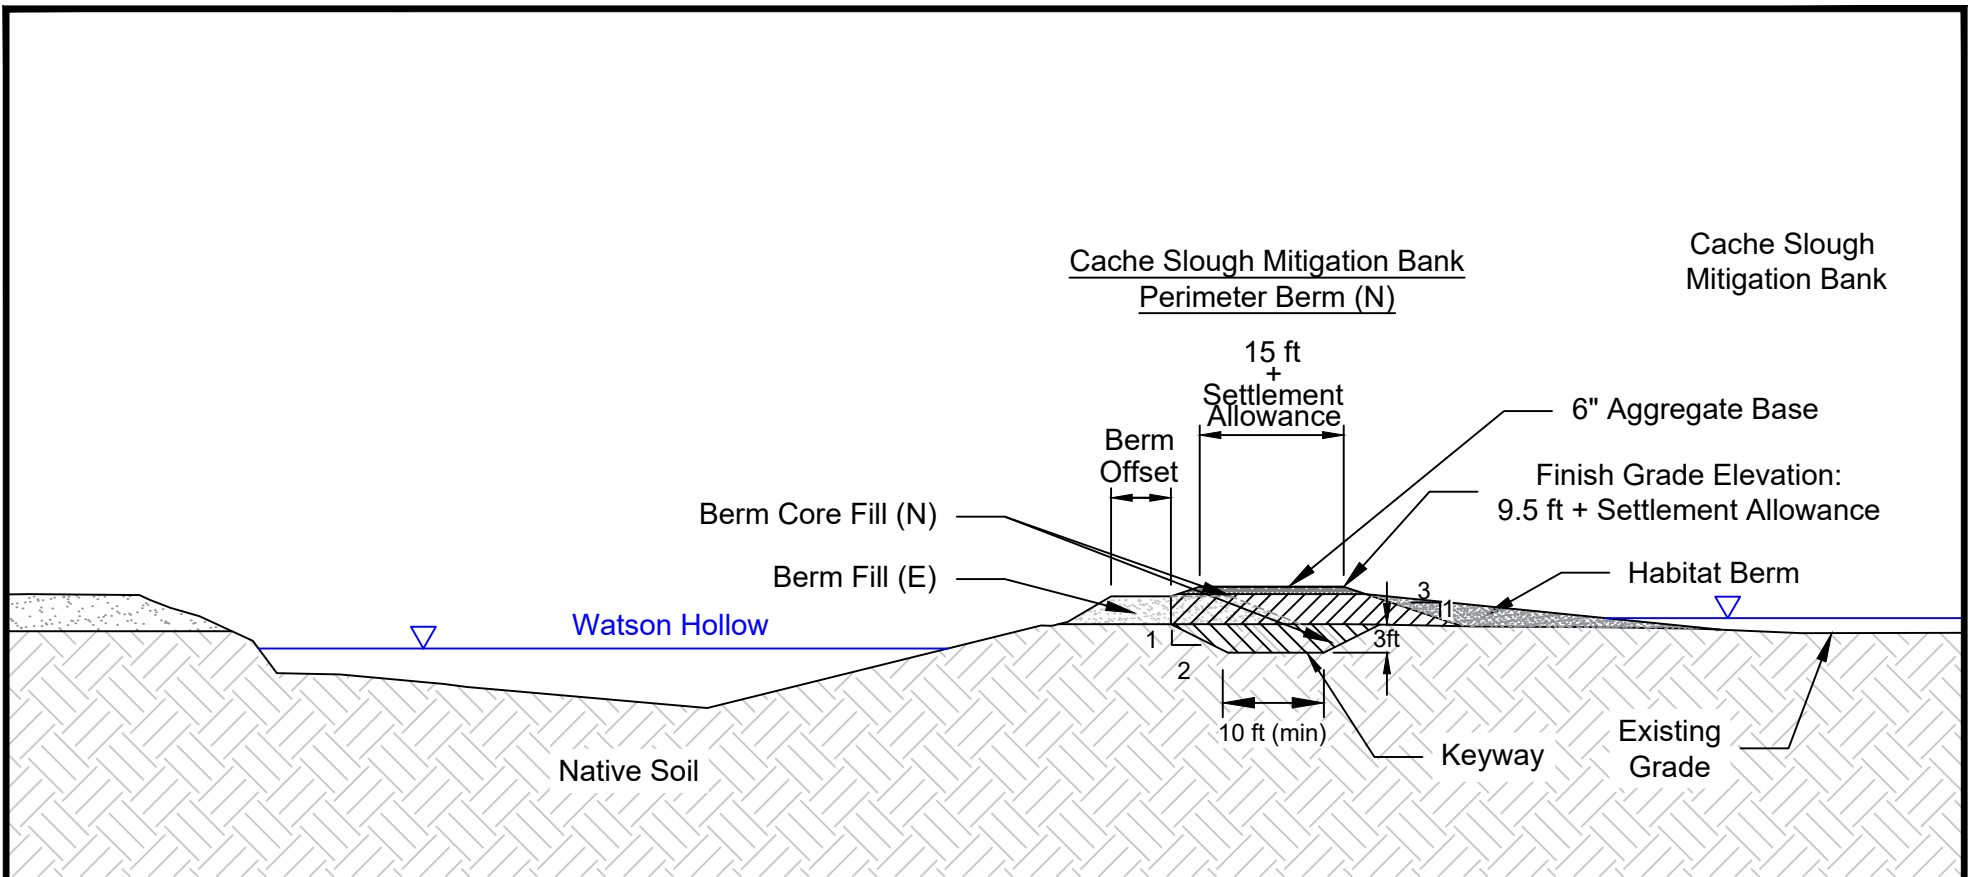 Cache Slough
Mitigation Bank
Cache Slough Mitigation Bank
Perimeter Berm (N)
15 ft
+
Settlement
Allowance
6" Aggregate Base
Berm
Offset
Finish Grade Elevation:
9.5 ft + Settlement Allowance
Berm Core Fill (N)
Berm Fill (E)
Habitat Berm
3
1
Watson Hollow
1
2
3ft
10 ft (min)
Keyway
Existing
Grade
Native Soil